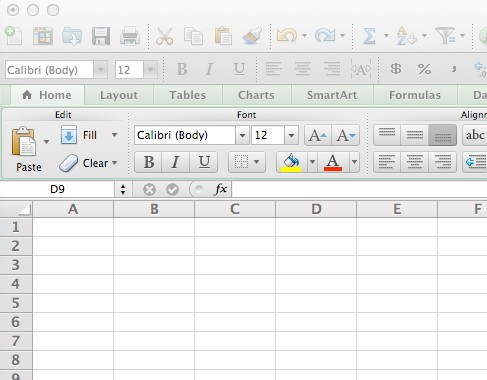 Calibri (Body) 12 B I U $ % ,
Home Layout Tables Charts SmartArt Formulas Da
Edit Font Alignm
Fill Calibri (Body) 12 A A abc
Paste Clear B I U A
D9 fx
A B C D E F
1
2
3
4
5
6
7
8
9